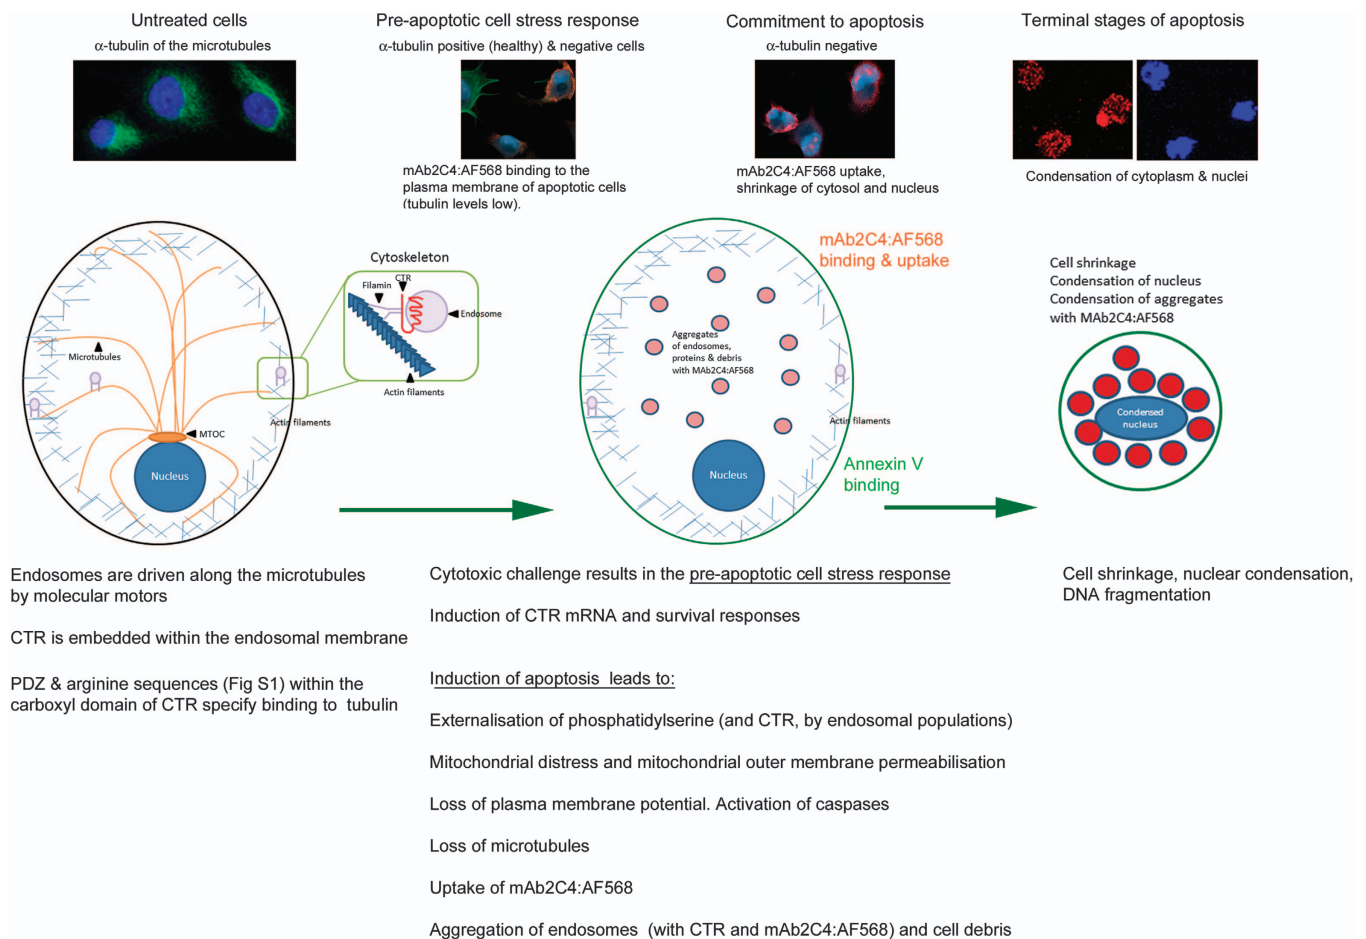 Untreated cells
α-tubulin of the microtubules
Pre-apoptotic cell stress response
α-tubulin positive (healthy) & negative cells
Commitment to apoptosis
α-tubulin negative
Terminal stages of apoptosis
mAb2C4:AF568 binding to the
plasma membrane of apoptotic cells
(tubulin levels low).
mAb2C4:AF568 uptake,
shrinkage of cytosol and nucleus
Condensation of cytoplasm & nuclei
Microtubules
MTOC
Nucleus
Actin filaments
Cytoskeleton
CTR
Filamin
Endosome
Actin filaments
mAb2C4:AF568
binding & uptake
Aggregates
of endosomes,
proteins & debris
with MAb2C4:AF568
Actin filaments
Nucleus
Annexin V
binding
Cell shrinkage
Condensation of nucleus
Condensation of aggregates
with MAb2C4:AF568
Condensed
nucleus
Endosomes are driven along the microtubules
by molecular motors
CTR is embedded within the endosomal membrane
PDZ & arginine sequences (Fig S1) within the
carboxyl domain of CTR specify binding to tubulin
Cytotoxic challenge results in the pre-apoptotic cell stress response
Induction of CTR mRNA and survival responses
Induction of apoptosis leads to:
Externalisation of phosphatidylserine (and CTR, by endosomal populations)
Mitochondrial distress and mitochondrial outer membrane permeabilisation
Loss of plasma membrane potential. Activation of caspases
Loss of microtubules
Uptake of mAb2C4:AF568
Aggregation of endosomes (with CTR and mAb2C4:AF568) and cell debris
Cell shrinkage, nuclear condensation,
DNA fragmentation